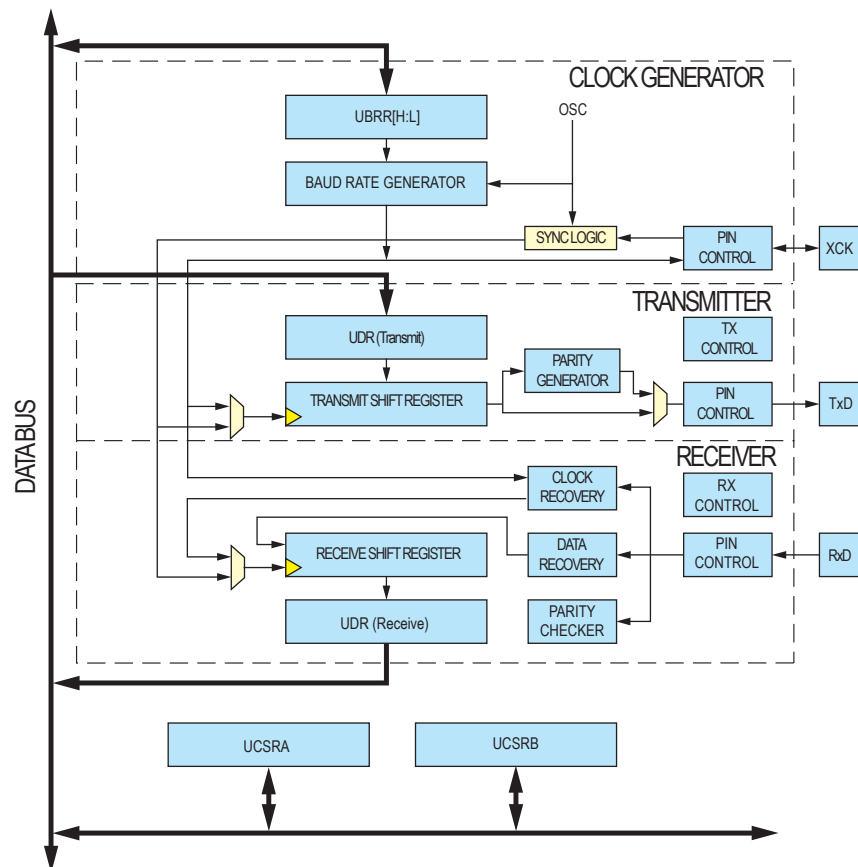 CLOCK GENERATOR
UBRR[H:L]
OSC
BAUD RATE GENERATOR
SYNC LOGIC
PIN
CONTROL
XCK
TRANSMITTER
UDR (Transmit)
TX
CONTROL
PARITY
GENERATOR
TRANSMIT SHIFT REGISTER
PIN
CONTROL
TxD
DATA BUS
RECEIVER
CLOCK
RECOVERY
RX
CONTROL
RECEIVE SHIFT REGISTER
DATA
RECOVERY
PIN
CONTROL
RxD
UDR (Receive)
PARITY
CHECKER
UCSRA
UCSRB